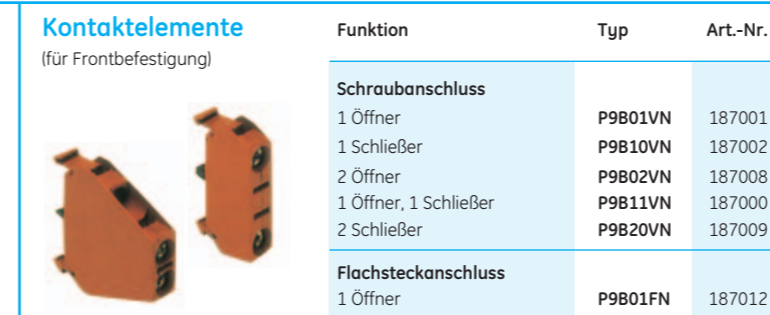 Kontaktelemente
(für Frontbefestigung)
Funktion Typ Art.-Nr.
Schraubanschluss
1 Öffner P9B01VN 187001
1 Schließer P9B10VN 187002
2 Öffner P9B02VN 187008
1 Öffner, 1 Schließer P9B11VN 187000
2 Schließer P9B20VN 187009
Flachsteckanschluss
1 Öffner P9B01FN 187012